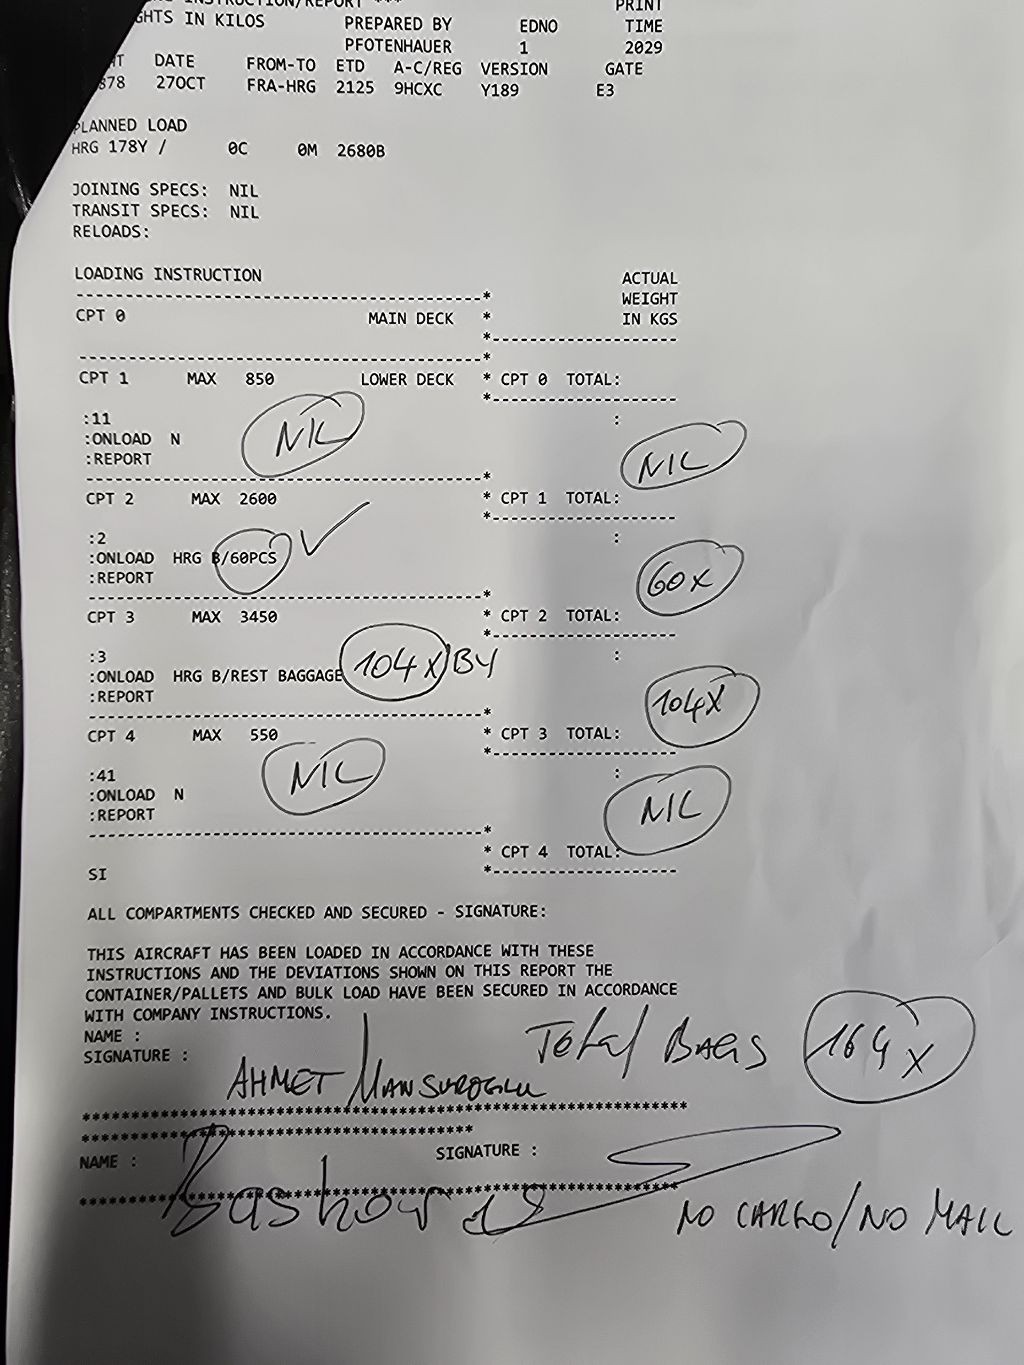 INSTRUCTION/REPORT *** PRINT
GHTS IN KILOS PREPARED BY EDNO TIME
PFOTENHAUER 1 2029
DATE FROM-TO ETD A-C/REG VERSION GATE
878 27OCT FRA-HRG 2125 9HCXC Y189 E3
PLANNED LOAD
HRG 178Y / 0C 0M 2680B
JOINING SPECS: NIL
TRANSIT SPECS: NIL
RELOADS:
LOADING INSTRUCTION ACTUAL
-----------------------------------------* WEIGHT
CPT 0 MAIN DECK * IN KGS
*-------------------
-----------------------------------------*
CPT 1 MAX 850 LOWER DECK * CPT 0 TOTAL:
*-------------------
:11 NIL :
:ONLOAD N
:REPORT NIL
-----------------------------------------*
CPT 2 MAX 2600 * CPT 1 TOTAL:
*-------------------
:2 :
:ONLOAD HRG B/60PCS ✓
:REPORT 60X
-----------------------------------------*
CPT 3 MAX 3450 * CPT 2 TOTAL:
*-------------------
:3 :
:ONLOAD HRG B/REST BAGGAGE 104X BY
:REPORT 104X
-----------------------------------------*
CPT 4 MAX 550 * CPT 3 TOTAL:
*-------------------
:41 NIL :
:ONLOAD N
:REPORT NIL
-----------------------------------------*
* CPT 4 TOTAL:
SI *-------------------
ALL COMPARTMENTS CHECKED AND SECURED - SIGNATURE:
THIS AIRCRAFT HAS BEEN LOADED IN ACCORDANCE WITH THESE
INSTRUCTIONS AND THE DEVIATIONS SHOWN ON THIS REPORT THE
CONTAINER/PALLETS AND BULK LOAD HAVE BEEN SECURED IN ACCORDANCE
WITH COMPANY INSTRUCTIONS.
NAME :
SIGNATURE : Total BAGS 164X
AHMET MANSUROGLU
**********************************************************************
*********************************************
NAME : SIGNATURE :
**********************************************************************
NO CARGO/NO MAIL